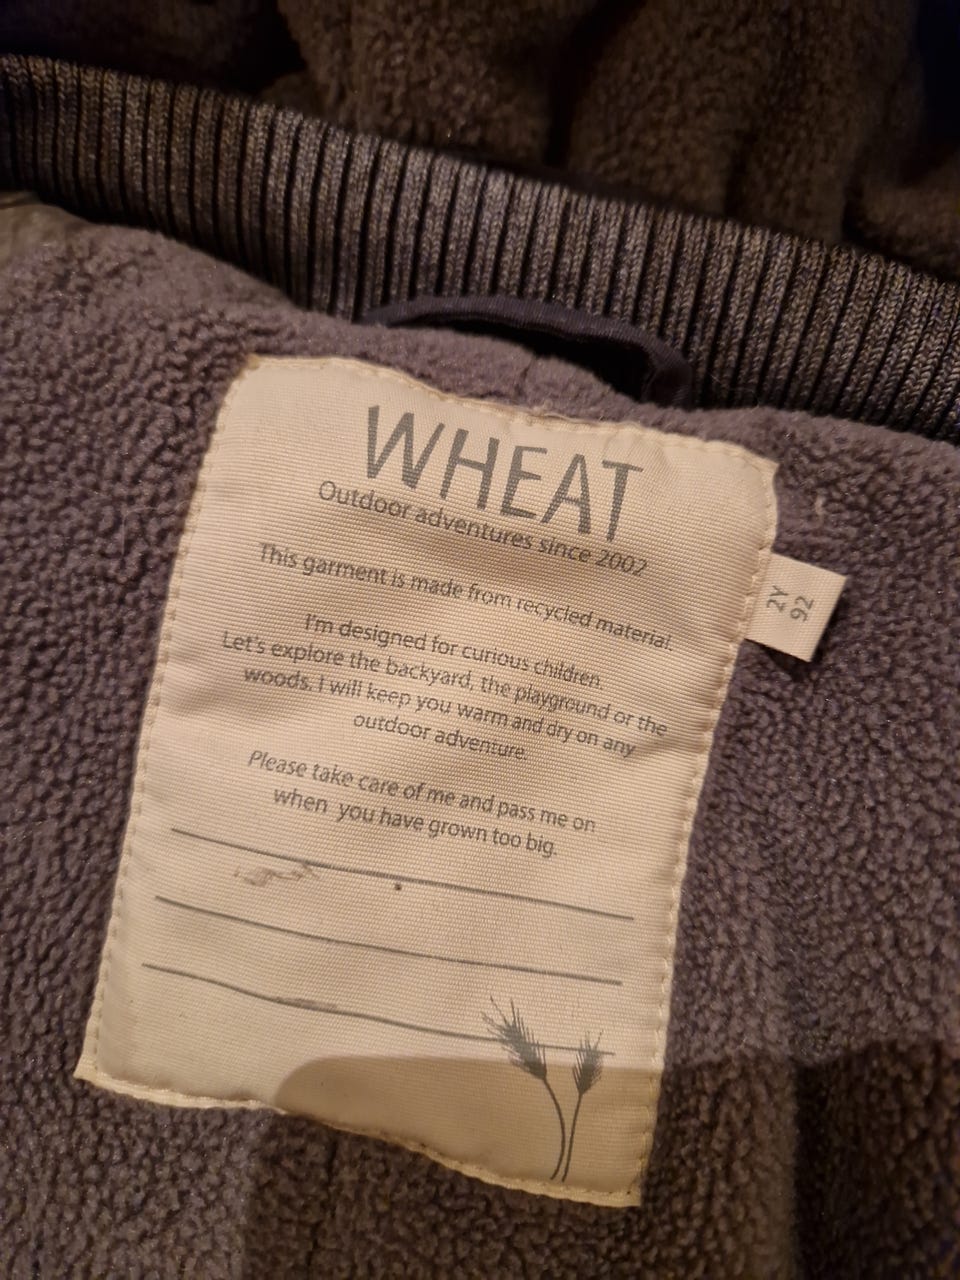 WHEAT
Outdoor adventures since 2002
This garment is made from recycled material.
I'm designed for curious children.
Let's explore the backyard, the playground or the
woods. I will keep you warm and dry on any
outdoor adventure.
Please take care of me and pass me on
when you have grown too big.
2Y
92